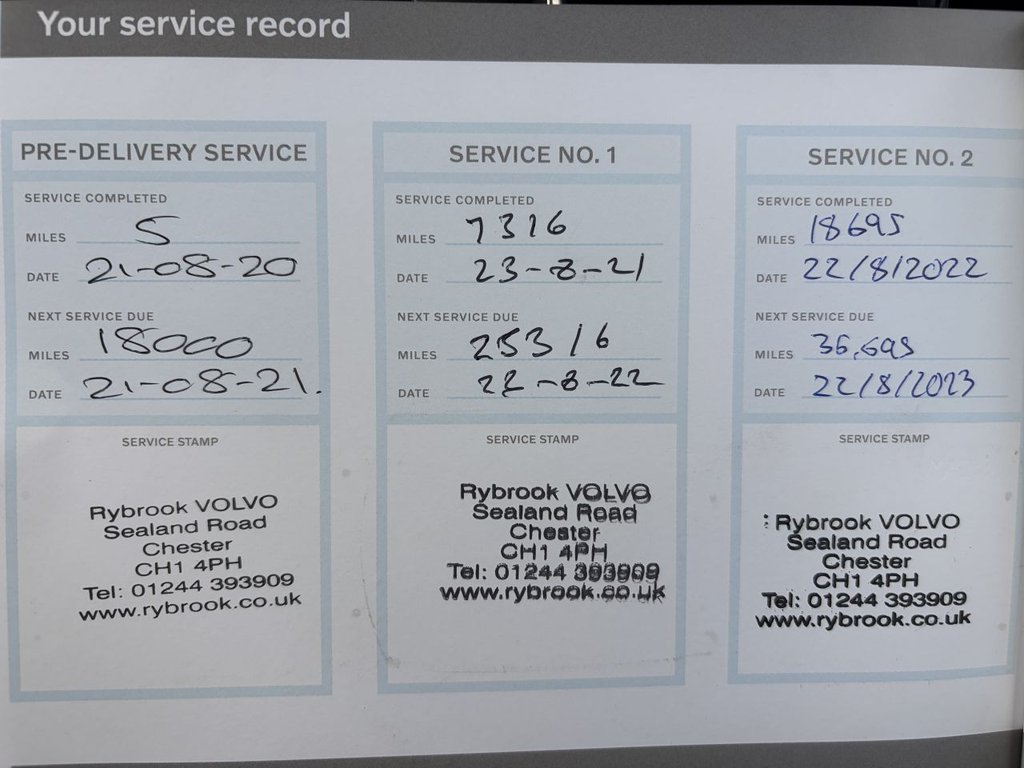 Your service record
PRE-DELIVERY SERVICE
SERVICE COMPLETED
MILES 5
DATE 21-08-20
NEXT SERVICE DUE
MILES 18000
DATE 21-08-21.
SERVICE STAMP
Rybrook VOLVO
Sealand Road
Chester
CH1 4PH
Tel: 01244 393909
www.rybrook.co.uk
SERVICE NO. 1
SERVICE COMPLETED
MILES 7316
DATE 23-8-21
NEXT SERVICE DUE
MILES 25316
DATE 22-8-22
SERVICE STAMP
Rybrook VOLVO
Sealand Road
Chester
CH1 4PH
Tel: 01244 393909
www.rybrook.co.uk
SERVICE NO. 2
SERVICE COMPLETED
MILES 18695
DATE 22/8/2022
NEXT SERVICE DUE
MILES 36,695
DATE 22/8/2023
SERVICE STAMP
Rybrook VOLVO
Sealand Road
Chester
CH1 4PH
Tel: 01244 393909
www.rybrook.co.uk